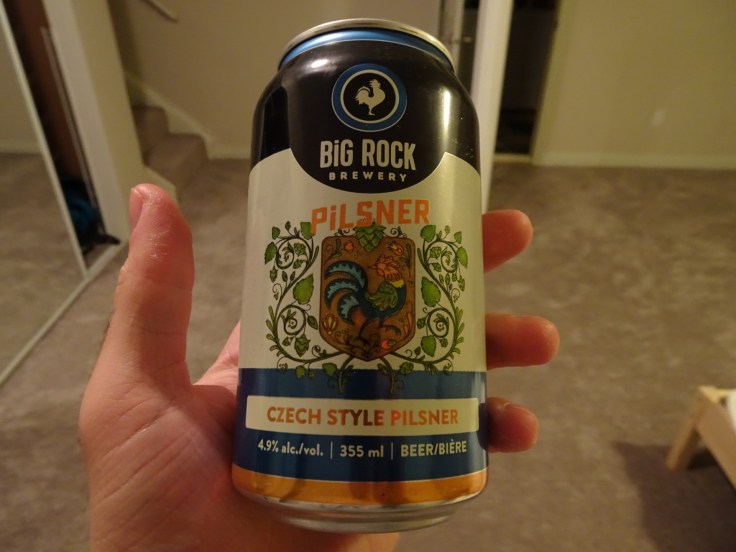 BiG ROCK
BREWERY
PiLSNER
CZECH STYLE PILSNER
4.9% alc./vol. | 355 ml | BEER/BIÈRE